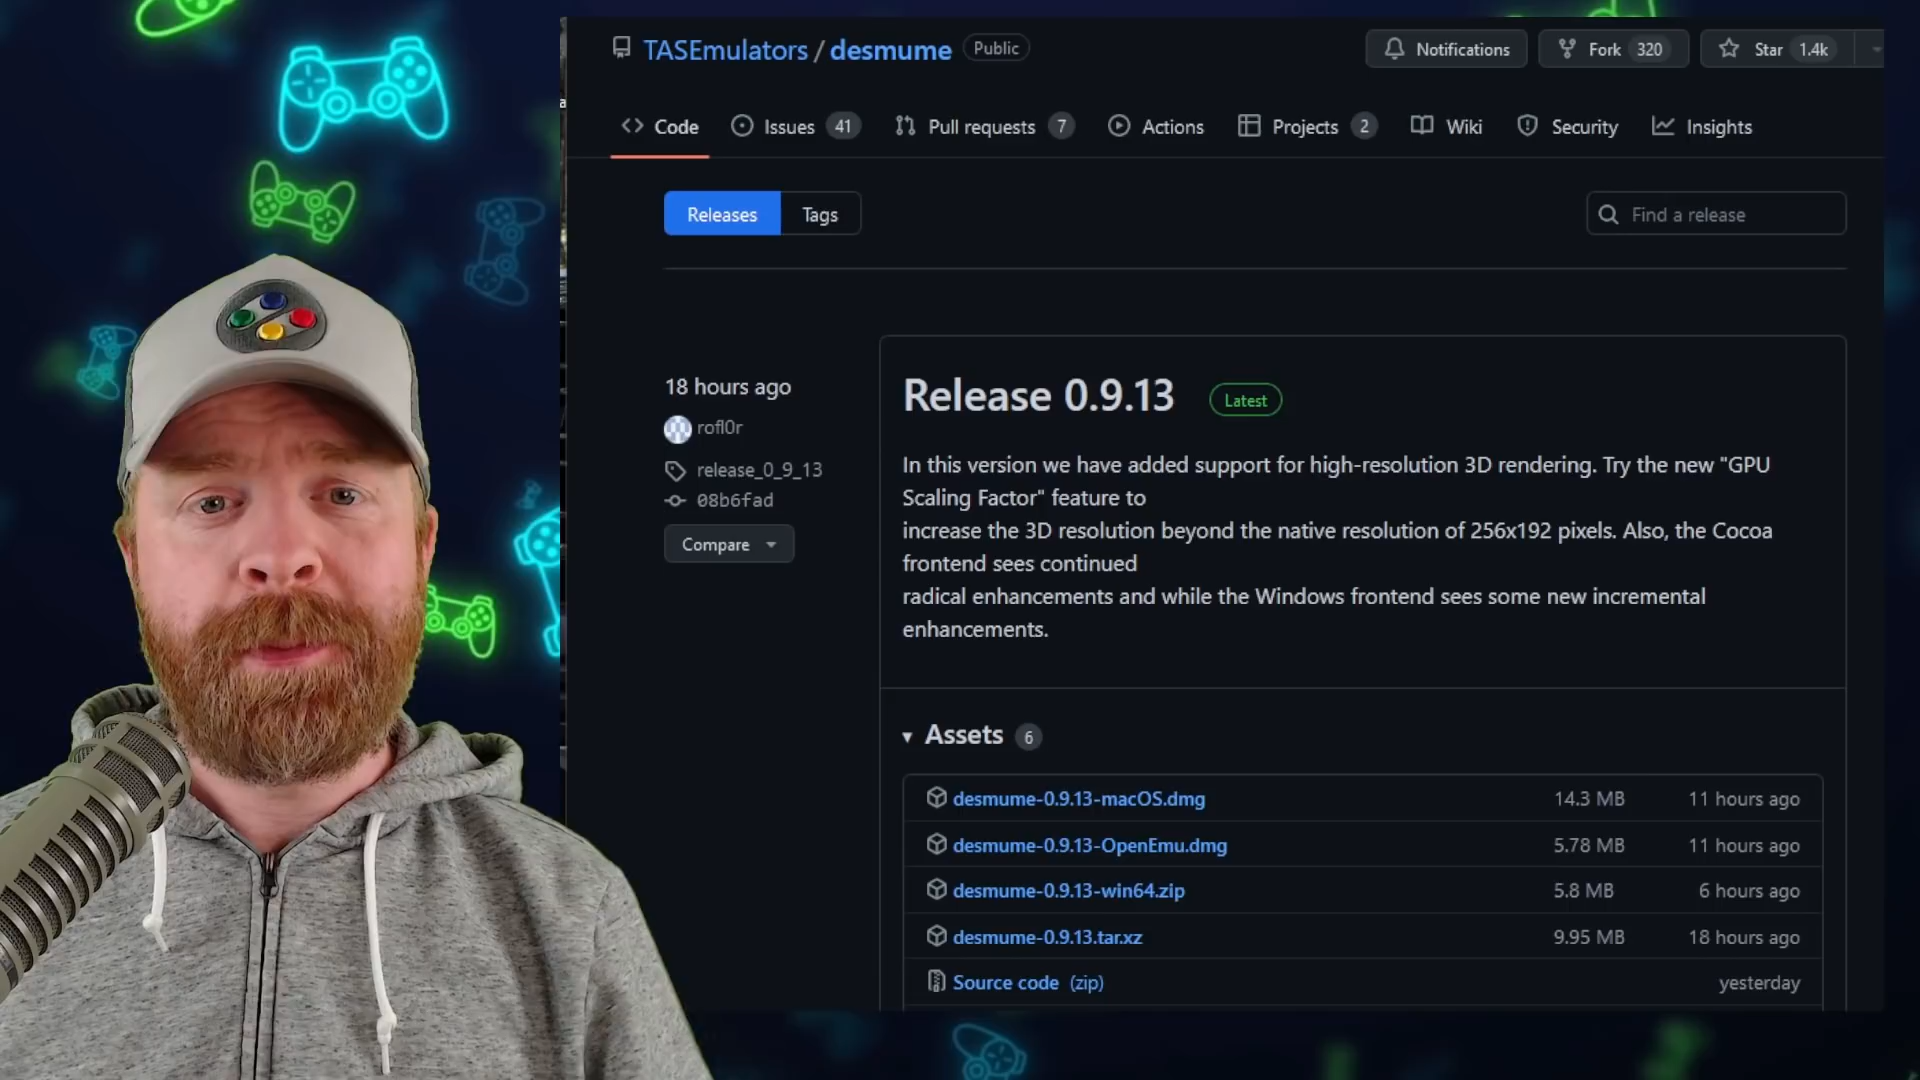 TASEmulators / desmume Public
Notifications
Fork 320
Star 1.4k
Code
Issues 41
Pull requests 7
Actions
Projects 2
Wiki
Security
Insights
Releases
Tags
Find a release
18 hours ago
rofl0r
release_0_9_13
08b6fad
Compare
Release 0.9.13 Latest
In this version we have added support for high-resolution 3D rendering. Try the new "GPU
Scaling Factor" feature to
increase the 3D resolution beyond the native resolution of 256x192 pixels. Also, the Cocoa
frontend sees continued
radical enhancements and while the Windows frontend sees some new incremental
enhancements.
Assets 6
desmume-0.9.13-macOS.dmg 14.3 MB 11 hours ago
desmume-0.9.13-OpenEmu.dmg 5.78 MB 11 hours ago
desmume-0.9.13-win64.zip 5.8 MB 6 hours ago
desmume-0.9.13.tar.xz 9.95 MB 18 hours ago
Source code (zip) yesterday